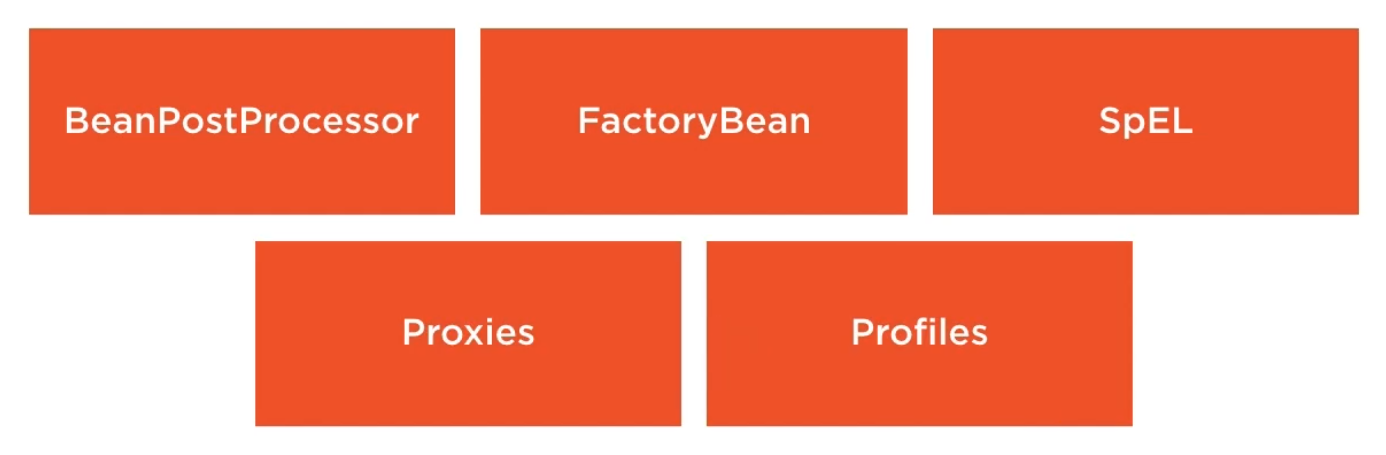 BeanPostProcessor
FactoryBean
SpEL
Proxies
Profiles